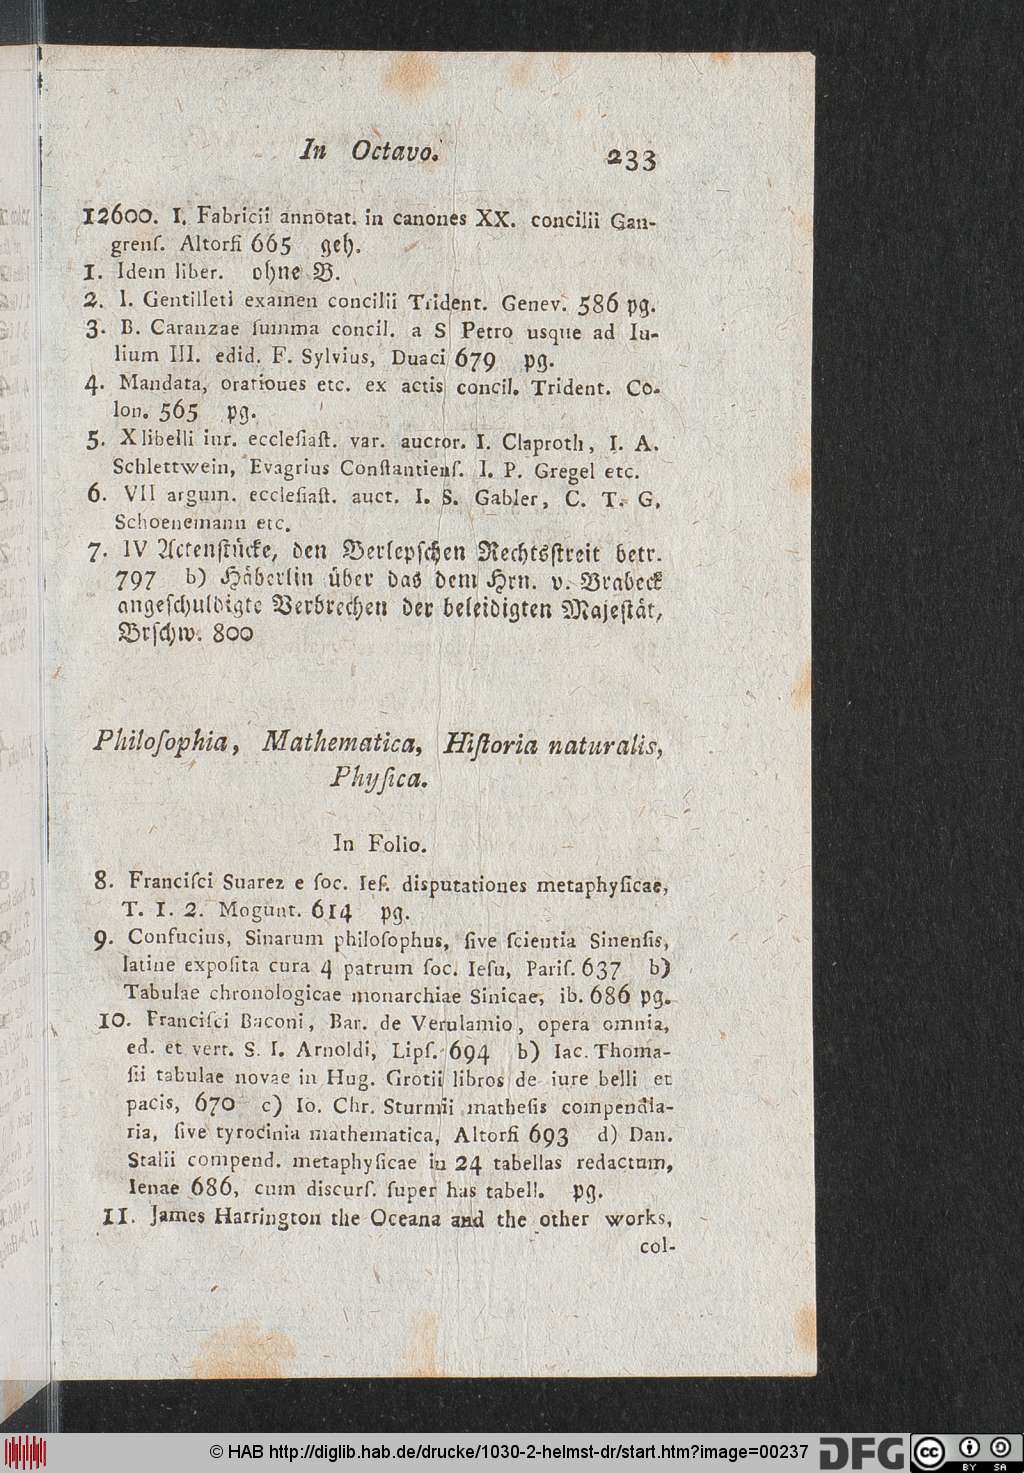 In Octavo. 233
12600. I. Fabricii annotat. in canones XX. concilii Gan-
grenſ. Altorfi 665 geh.
1. Idem liber. ohne B.
2. I. Gentilleti examen concilii Trident. Genev. 586 pg.
3. B. Caranzae ſumma concil. a S Petro usque ad Iu-
lium III. edid. F. Sylvius, Duaci 679 pg.
4. Mandata, orationes etc. ex actis concil. Trident. Co-
lon. 565 pg.
5. X libelli iur. eccleſiaſt. var. auctor. I. Claproth, I. A.
Schlettwein, Evagrius Conſtantienſ. I. P. Gregel etc.
6. VII argum. eccleſiaſt. auct. I. S. Gabler, C. T. G.
Schoenemann etc.
7. IV Actenſtücke, den Berlepſchen Rechtsſtreit betr.
797 b) Häberlin über das dem Hrn. v. Brabeck
angeſchuldigte Verbrechen der beleidigten Majeſtät,
Brſchw. 800
Philoſophia, Mathematica, Hiſtoria naturalis,
Phyſica.
In Folio.
8. Franciſci Suarez e ſoc. Ieſ. disputationes metaphyſicae,
T. I. 2. Mogunt. 614 pg.
9. Confucius, Sinarum philoſophus, ſive ſcientia Sinenſis,
latine expoſita cura 4 patrum ſoc. Ieſu, Pariſ. 637 b)
Tabulae chronologicae monarchiae Sinicae, ib. 686 pg.
10. Franciſci Baconi, Bar. de Verulamio, opera omnia,
ed. et vert. S. I. Arnoldi, Lipſ. 694 b) Iac. Thoma-
ſii tabulae novae in Hug. Grotii libros de iure belli et
pacis, 670 c) Io. Chr. Sturmii matheſis compendia-
ria, ſive tyrocinia mathematica, Altorfi 693 d) Dan.
Stalii compend. metaphyſicae in 24 tabellas redactum,
Ienae 686, cum discurſ. ſuper has tabell. pg.
11. James Harrington the Oceana and the other works,
col-
© HAB http://diglib.hab.de/drucke/1030-2-helmst-dr/start.htm?image=00237 DFG cc BY SA